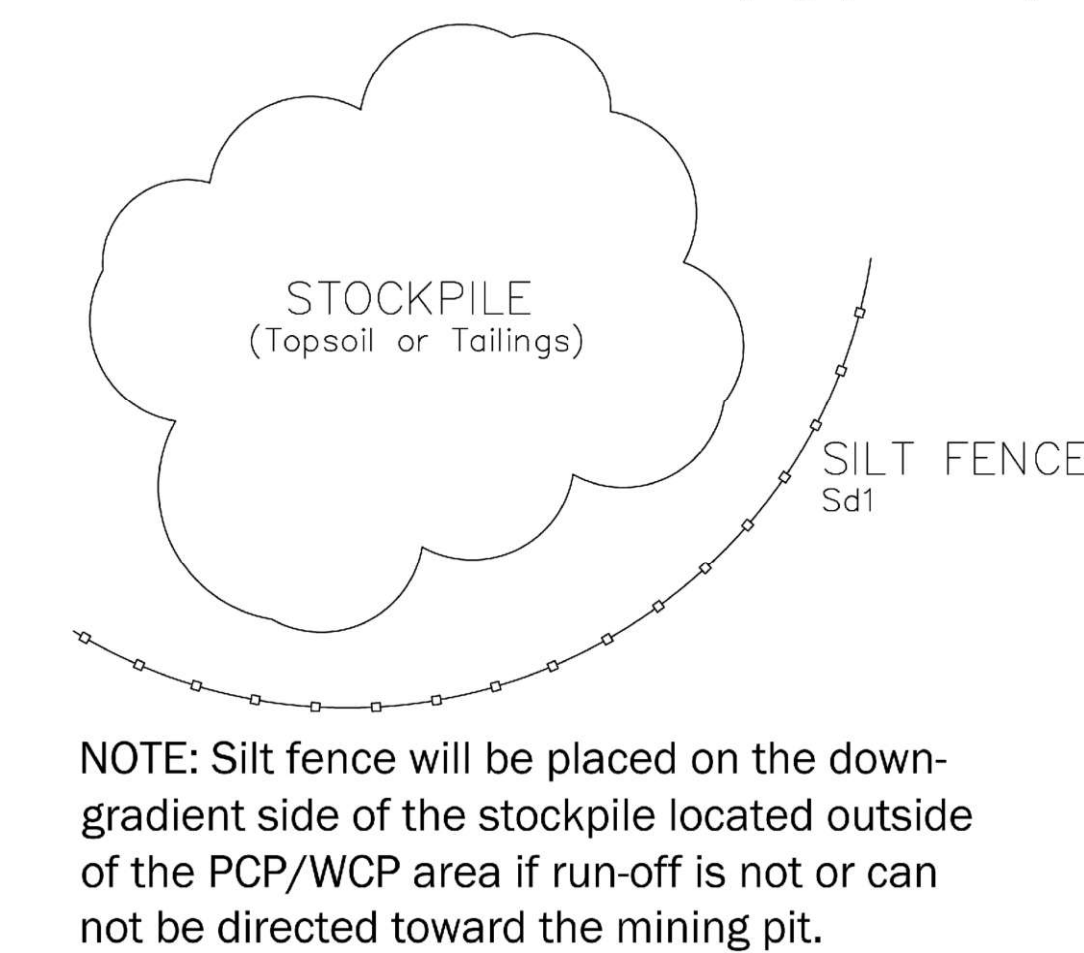 STOCKPILE
(Topsoil or Tailings)
SILT FENCE
Sd1
NOTE: Silt fence will be placed on the down-
gradient side of the stockpile located outside
of the PCP/WCP area if run-off is not or can
not be directed toward the mining pit.